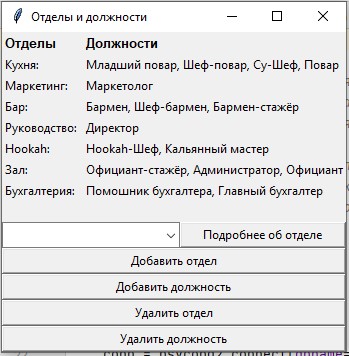 Отделы и должности
Отделы Должности
Кухня: Младший повар, Шеф-повар, Су-Шеф, Повар
Маркетинг: Маркетолог
Бар: Бармен, Шеф-бармен, Бармен-стажёр
Руководство: Директор
Hookah: Hookah-Шеф, Кальянный мастер
Зал: Официант-стажёр, Администратор, Официант
Бухгалтерия: Помошник бухгалтера, Главный бухгалтер
Подробнее об отделе
Добавить отдел
Добавить должность
Удалить отдел
Удалить должность